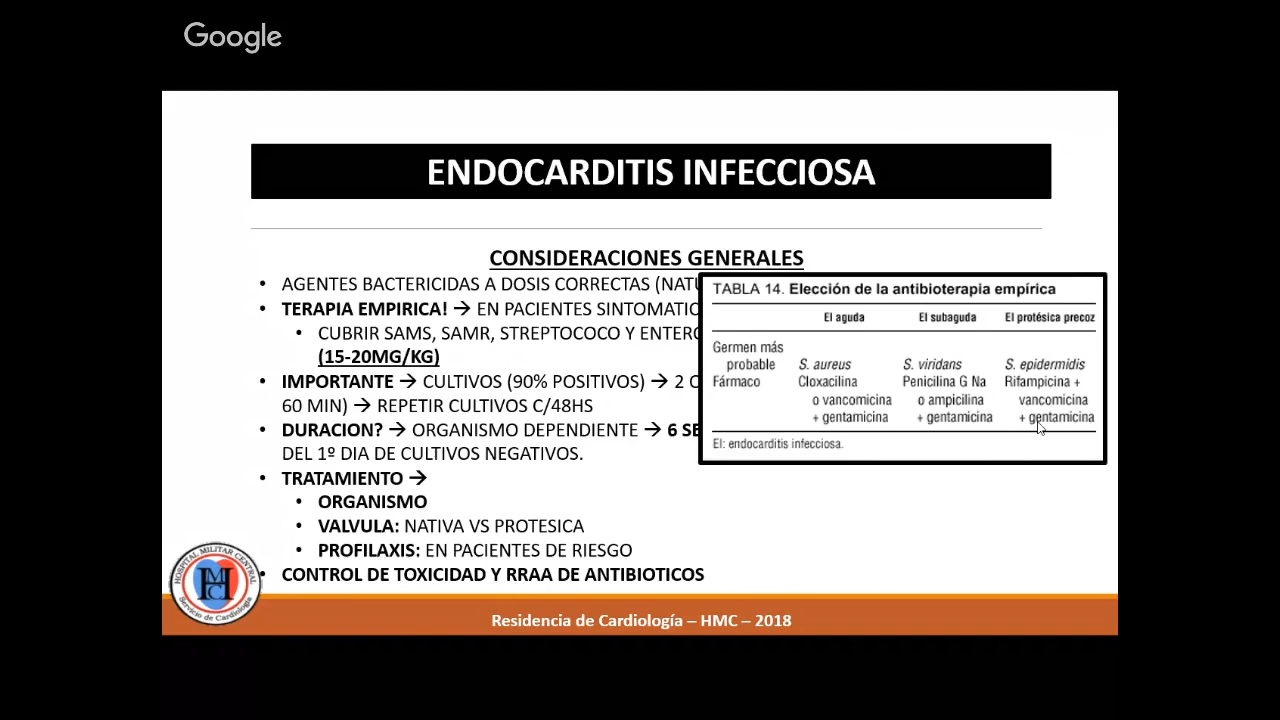 Google
ENDOCARDITIS INFECCIOSA
CONSIDERACIONES GENERALES
• AGENTES BACTERICIDAS A DOSIS CORRECTAS
• TERAPIA EMPIRICA! → EN PACIENTES
• CUBRIR SAMS, SAMR, STREPTOCOCO Y
(15-20MG/KG)
• IMPORTANTE → CULTIVOS (90% POSITIVOS) → 2
60 MIN) → REPETIR CULTIVOS C/48HS
• DURACION? → ORGANISMO DEPENDIENTE → 6
DEL 1º DIA DE CULTIVOS NEGATIVOS.
• TRATAMIENTO →
• ORGANISMO
• VALVULA: NATIVA VS PROTESICA
• PROFILAXIS: EN PACIENTES DE RIESGO
• CONTROL DE TOXICIDAD Y RRAA DE ANTIBIOTICOS
TABLA 14. Elección de la antibioterapia empírica
EI aguda EI subaguda EI protésica precoz
Germen más
probable S. aureus S. viridans S. epidermidis
Fármaco Cloxacilina Penicilina G Na Rifampicina +
o vancomicina o ampicilina vancomicina
+ gentamicina + gentamicina + gentamicina
EI: endocarditis infecciosa.
HOSPITAL MILITAR CENTRAL
HMC
Servicio de Cardiología
Residencia de Cardiología – HMC – 2018